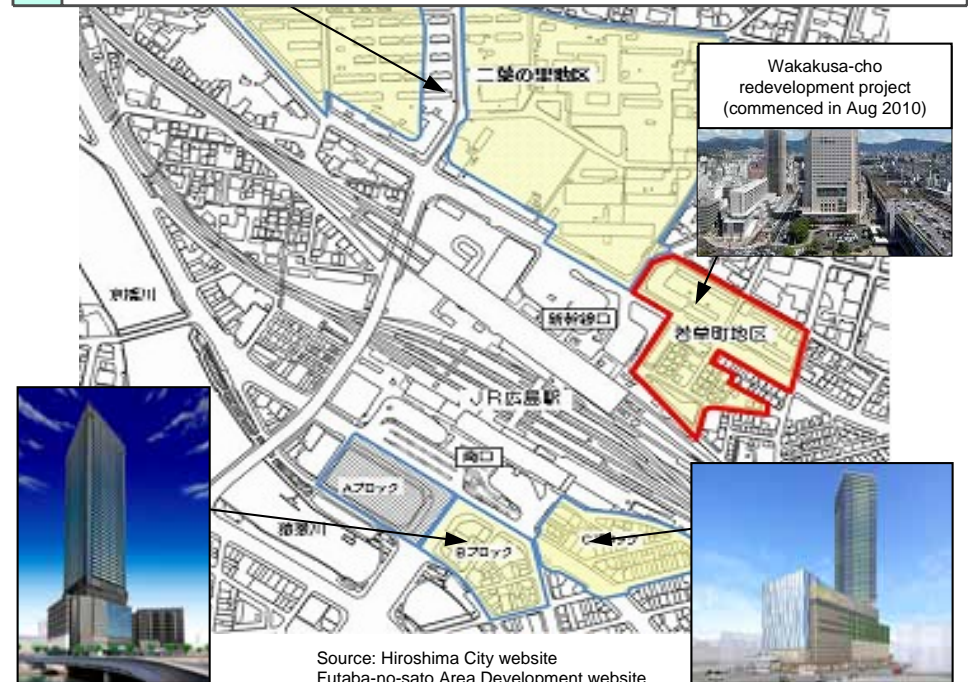 二葉の里地区
Wakakusa-cho
redevelopment project
(commenced in Aug 2010)
京橋川
新幹線口
若草町地区
JR広島駅
南口
Aブロック
猿猴川
Bブロック
Cブロック
Source: Hiroshima City website
Futaba-no-sato Area Development website